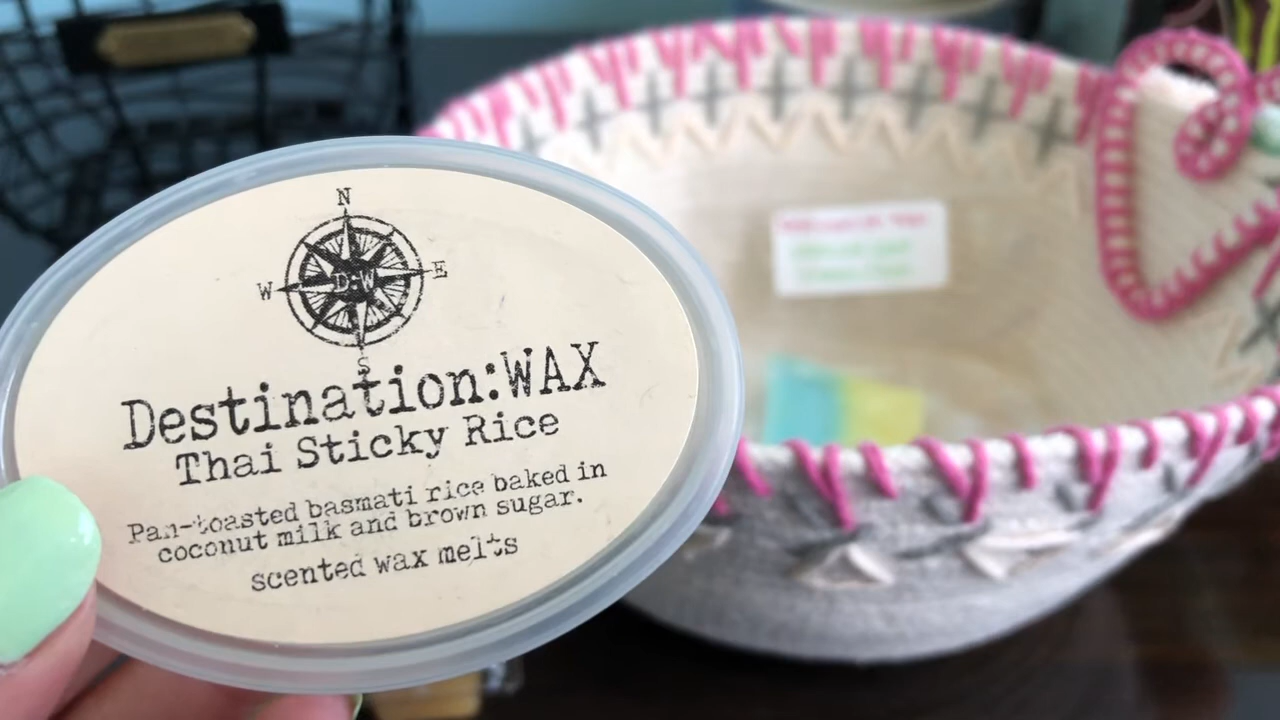 N
W D:W E
S
Destination:WAX
Thai Sticky Rice
Pan-toasted basmati rice baked in
coconut milk and brown sugar.
scented wax melts